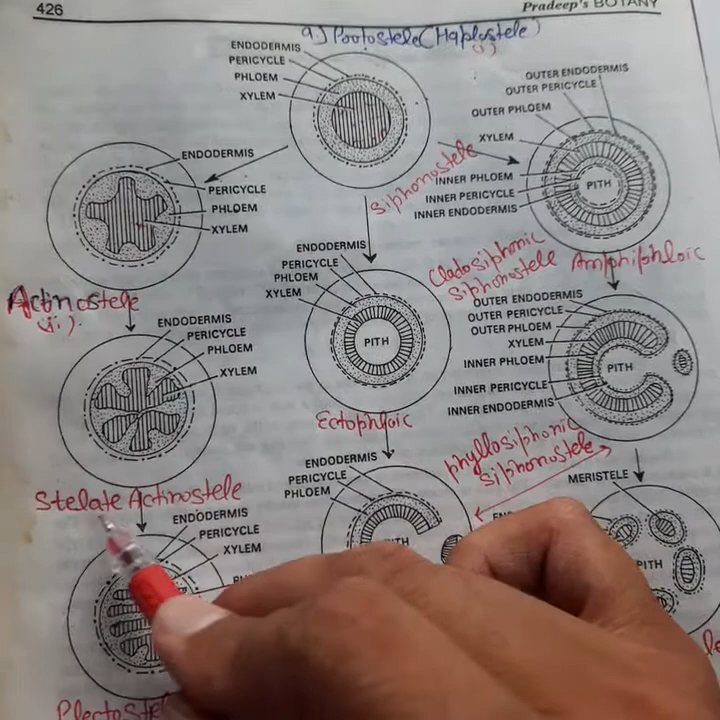 426
Pradeep's BOTANY
a) Protostele (Haplostele)
(i)
ENDODERMIS
PERICYCLE
PHLOEM
XYLEM
ENDODERMIS
PERICYCLE
PHLOEM
XYLEM
Actinostele
(ii).
Siphonostele
OUTER ENDODERMIS
OUTER PERICYCLE
OUTER PHLOEM
XYLEM
INNER PHLOEM
INNER PERICYCLE
INNER ENDODERMIS
PITH
Cladosiphonic
Siphonostele
Amphiphloic
ENDODERMIS
PERICYCLE
PHLOEM
XYLEM
PITH
Ectophloic
OUTER ENDODERMIS
OUTER PERICYCLE
OUTER PHLOEM
XYLEM
INNER PHLOEM
INNER PERICYCLE
INNER ENDODERMIS
PITH
ENDODERMIS
PERICYCLE
PHLOEM
XYLEM
Stelate Actinostele
phyllosiphonic
Siphonostele
ENDODERMIS
PERICYCLE
PHLOEM
PITH
MERISTELE
PITH
ENDODERMIS
PERICYCLE
XYLEM